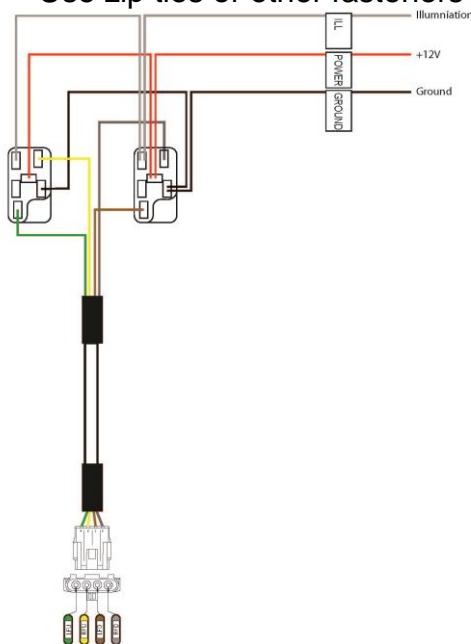 Use zip ties or other fasteners
ILL
Illumniation
POWER
+12V
GROUND
Ground